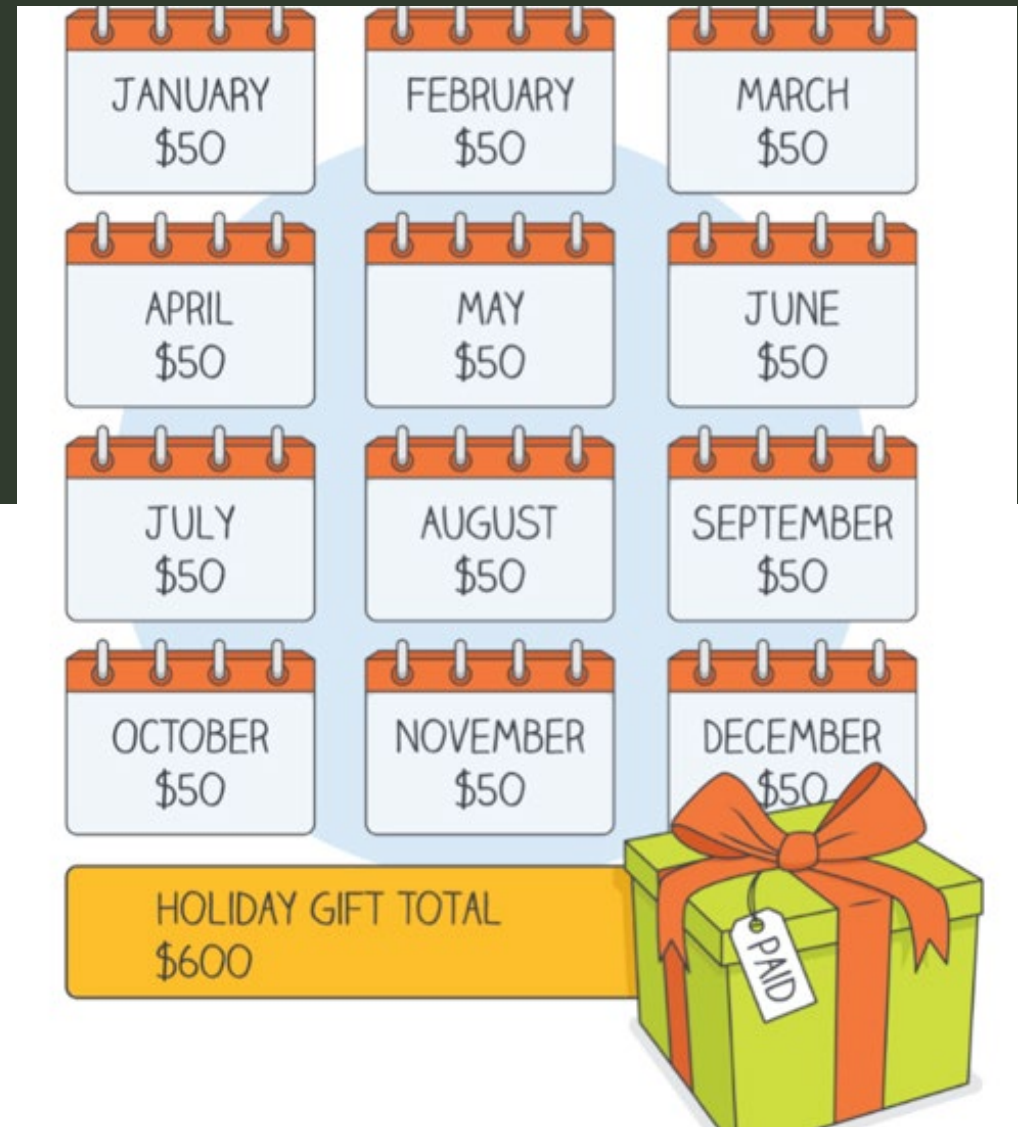 JANUARY
$50
FEBRUARY
$50
MARCH
$50
APRIL
$50
MAY
$50
JUNE
$50
JULY
$50
AUGUST
$50
SEPTEMBER
$50
OCTOBER
$50
NOVEMBER
$50
DECEMBER
$50
HOLIDAY GIFT TOTAL
$600
PAID